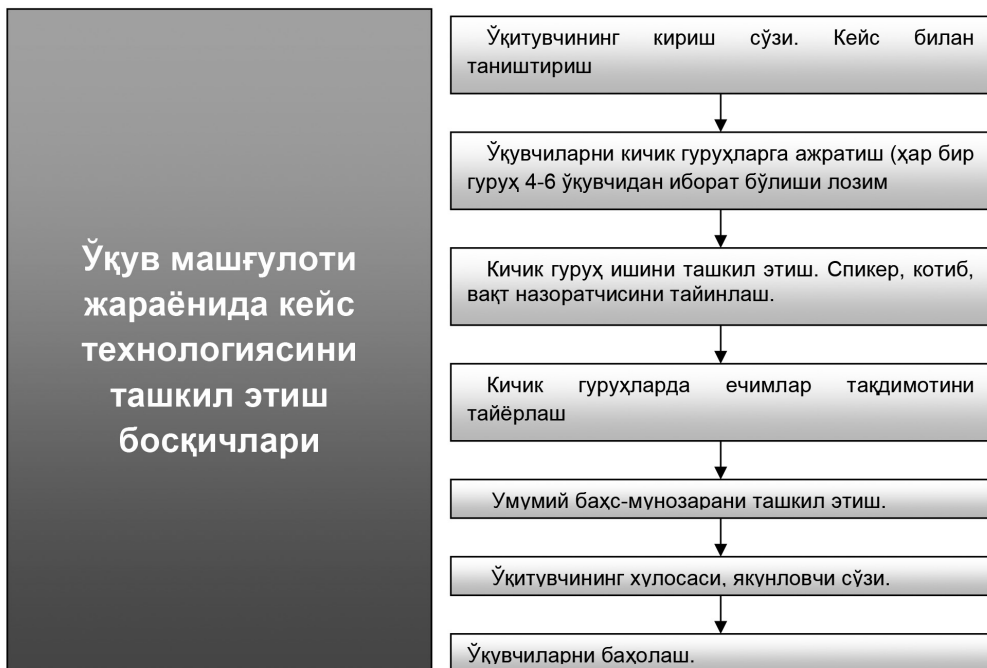 Ўқув машғулоти
жараёнида кейс
технологиясини
ташкил этиш
босқичлари
Ўқитувчининг кириш сўзи. Кейс билан
таништириш
Ўқувчиларни кичик гуруҳларга ажратиш (ҳар бир
гуруҳ 4-6 ўқувчидан иборат бўлиши лозим
Кичик гуруҳ ишини ташкил этиш. Спикер, котиб,
вақт назоратчисини тайинлаш.
Кичик гуруҳларда ечимлар тақдимотини
тайёрлаш
Умумий баҳс-мунозарани ташкил этиш.
Ўқитувчининг хулосаси, якунловчи сўзи.
Ўқувчиларни баҳолаш.